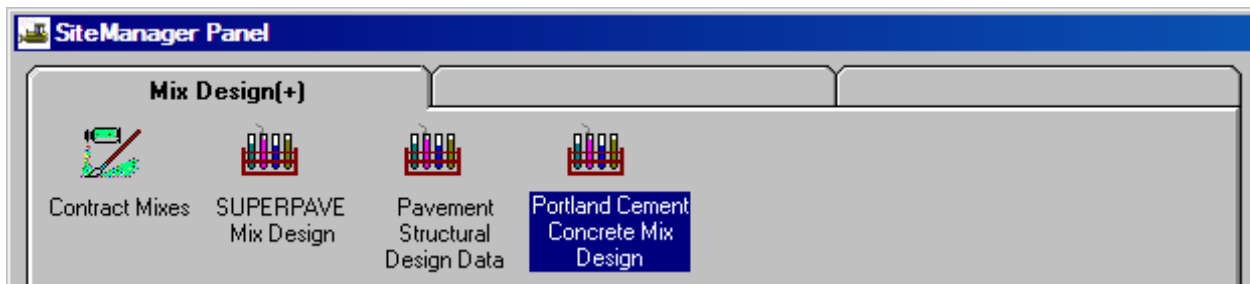 SiteManager Panel
Mix Design(+)
Contract Mixes
SUPERPAVE
Mix Design
Pavement
Structural
Design Data
Portland Cement
Concrete Mix
Design